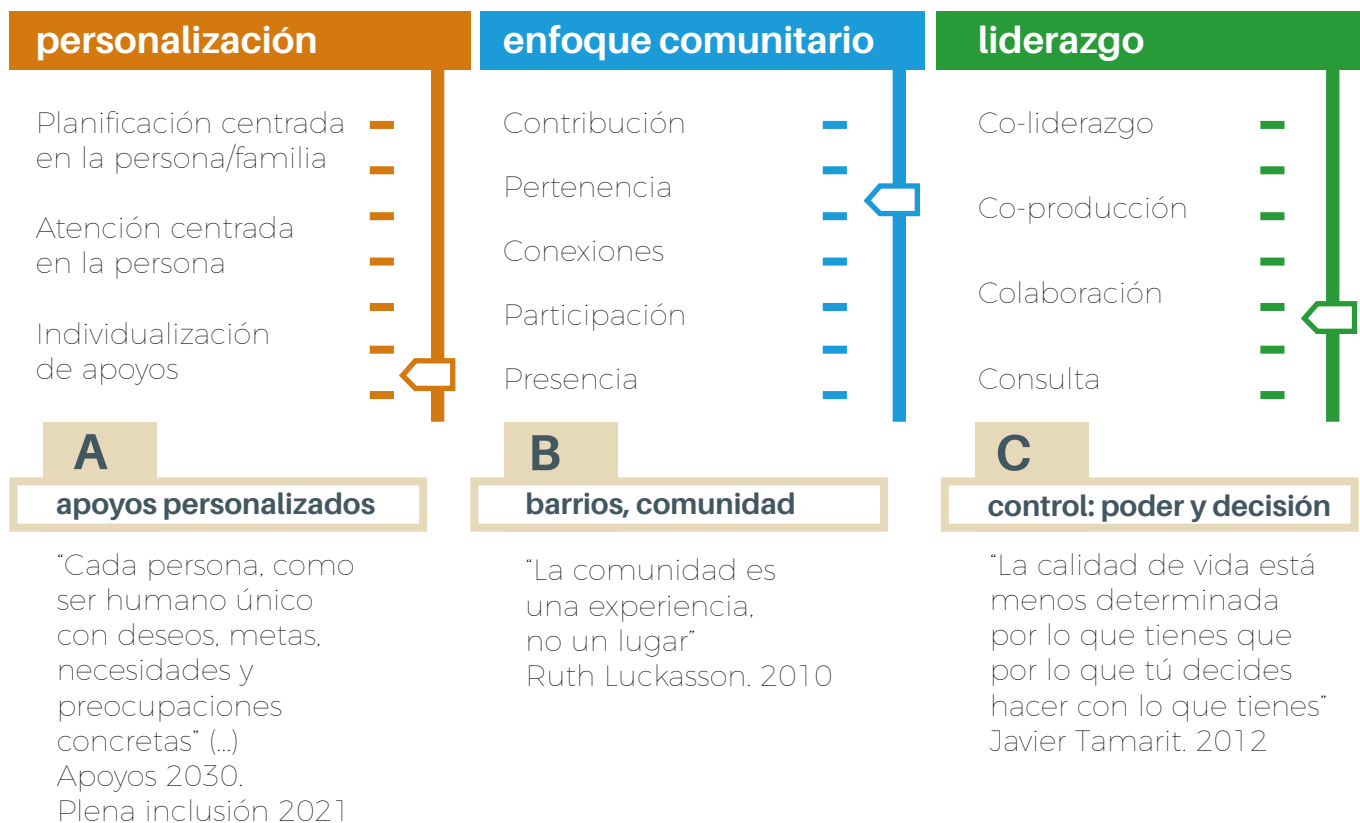 personalización
Planificación centrada
en la persona/familia
Atención centrada
en la persona
Individualización
de apoyos
A
apoyos personalizados
“Cada persona, como
ser humano único
con deseos, metas,
necesidades y
preocupaciones
concretas” (...)
Apoyos 2030.
Plena inclusión 2021
enfoque comunitario
Contribución
Pertenencia
Conexiones
Participación
Presencia
B
barrios, comunidad
“La comunidad es
una experiencia,
no un lugar”
Ruth Luckasson. 2010
liderazgo
Co-liderazgo
Co-producción
Colaboración
Consulta
C
control: poder y decisión
“La calidad de vida está
menos determinada
por lo que tienes que
por lo que tú decides
hacer con lo que tienes”
Javier Tamarit. 2012